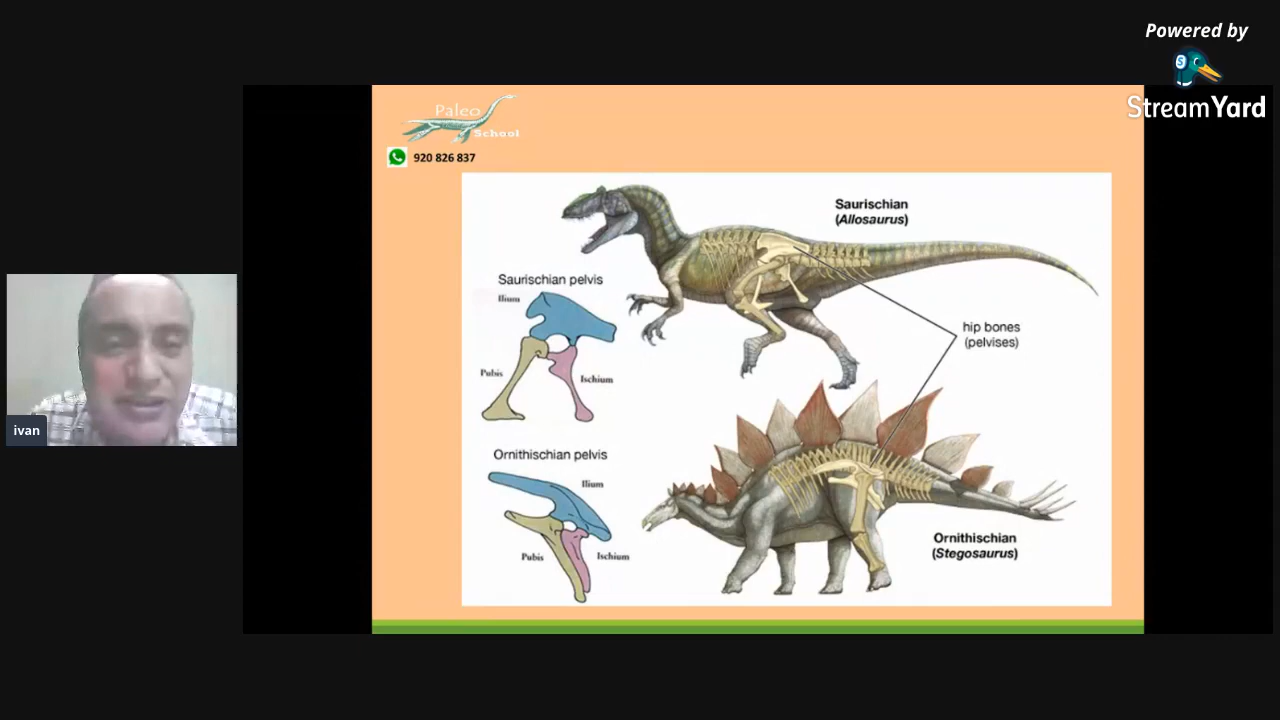 Powered by
StreamYard
Paleo
School
920 826 837
Saurischian
(Allosaurus)
Saurischian pelvis
Ilium
hip bones
(pelvises)
Pubis
Ischium
ivan
Ornithischian pelvis
Ilium
Pubis
Ischium
Ornithischian
(Stegosaurus)